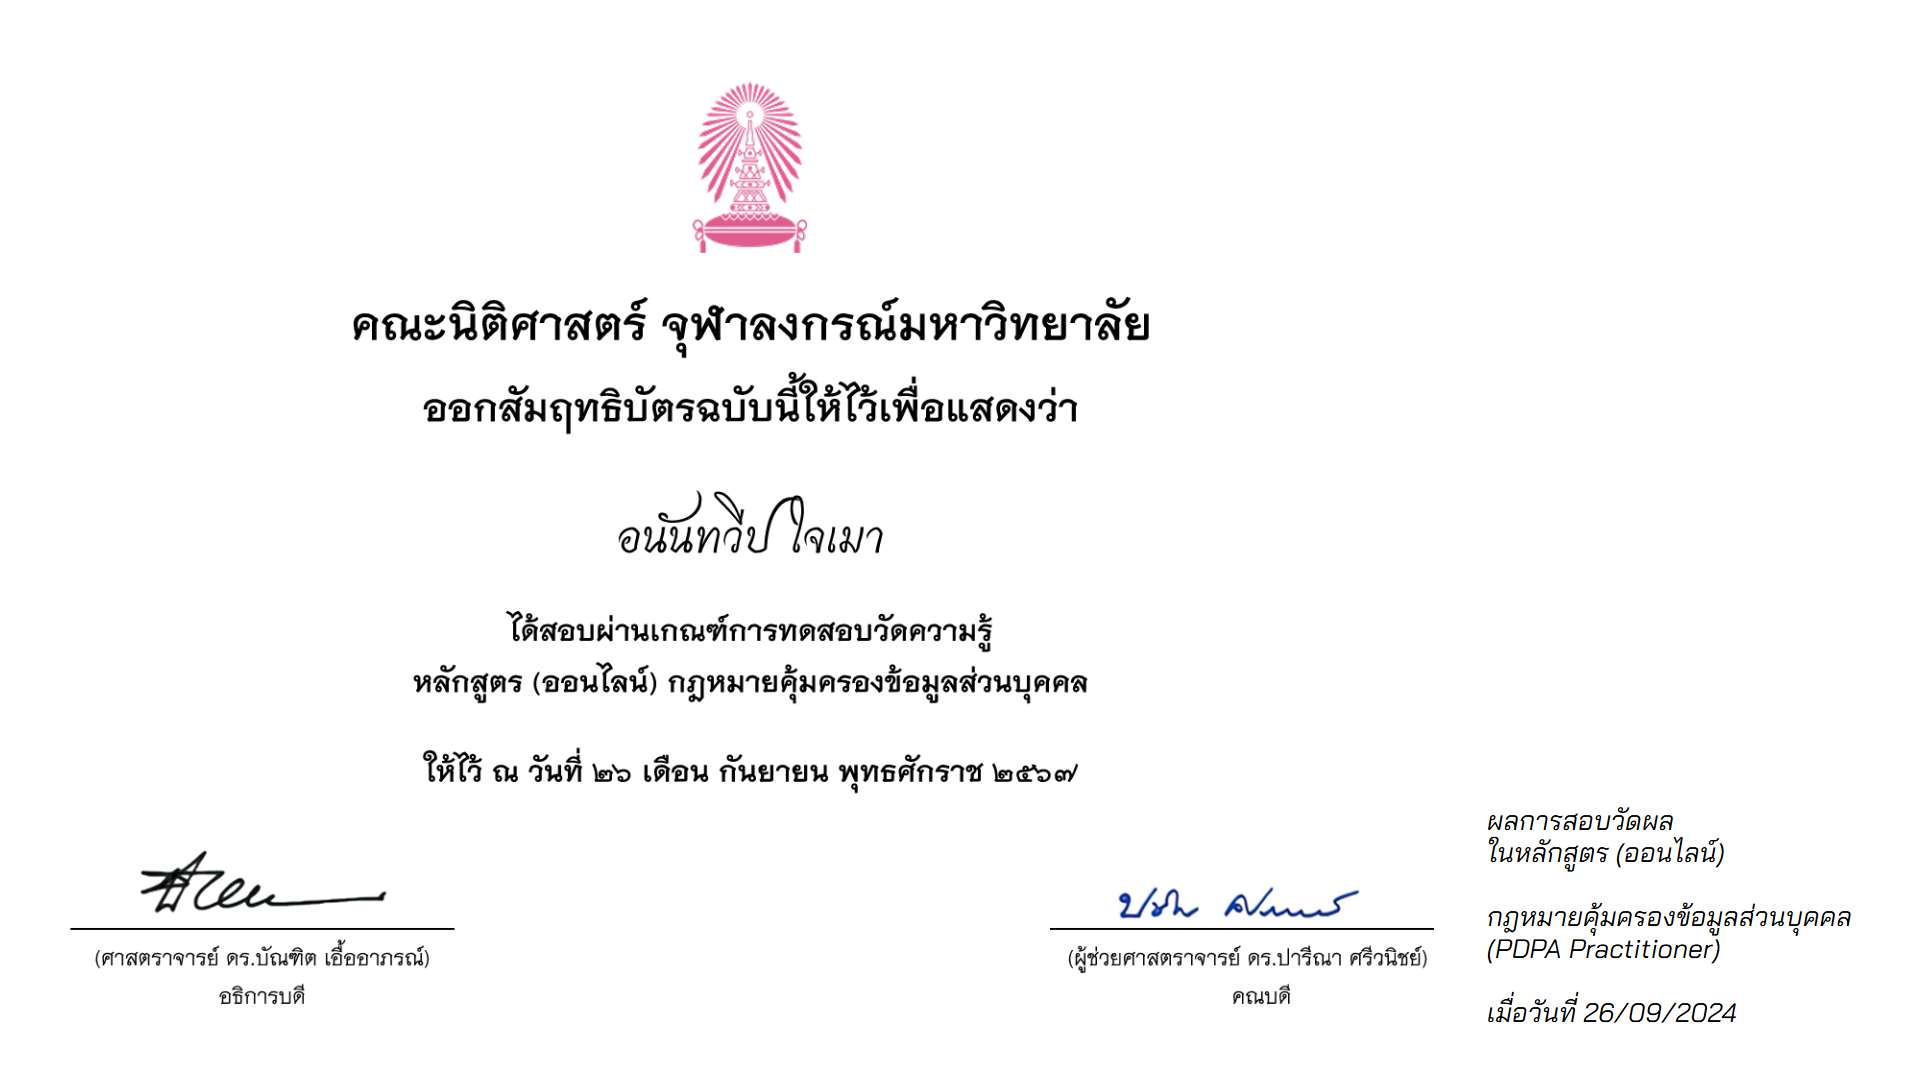 คณะนิติศาสตร์ จุฬาลงกรณ์มหาวิทยาลัย
ออกสัมฤทธิบัตรฉบับนี้ให้ไว้เพื่อแสดงว่า
อนันทวีป ใจเมา
ได้สอบผ่านเกณฑ์การทดสอบวัดความรู้
หลักสูตร (ออนไลน์) กฎหมายคุ้มครองข้อมูลส่วนบุคคล
ให้ไว้ ณ วันที่ ๒๖ เดือน กันยายน พุทธศักราช ๒๕๖๗
(ศาสตราจารย์ ดร.บัณฑิต เอื้ออาภรณ์)
อธิการบดี
(ผู้ช่วยศาสตราจารย์ ดร.ปารีณา ศรีวนิชย์)
คณบดี
ผลการสอบวัดผล
ในหลักสูตร (ออนไลน์)
กฎหมายคุ้มครองข้อมูลส่วนบุคคล
(PDPA Practitioner)
เมื่อวันที่ 26/09/2024